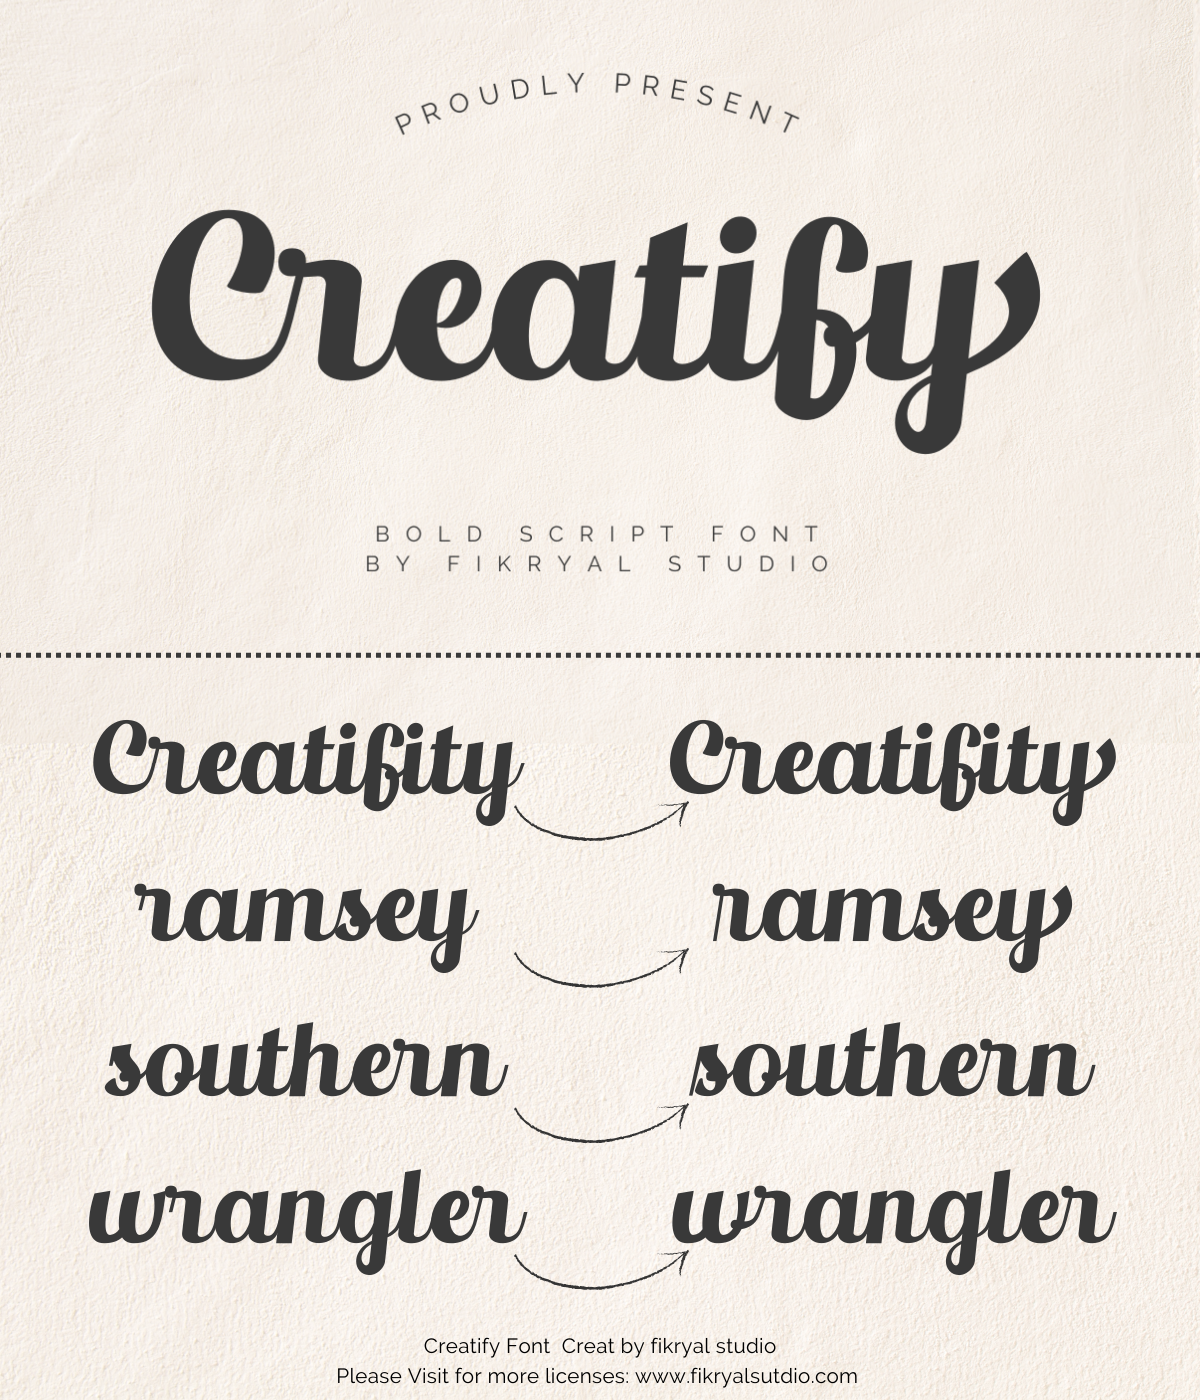 PROUDLY PRESENT
Creatify
BOLD SCRIPT FONT
BY FIKRYAL STUDIO
Creatifity Creatifity
ramsey ramsey
southern southern
wrangler wrangler
Creatify Font  Creat by fikryal studio
Please Visit for more licenses: www.fikryalsutdio.com